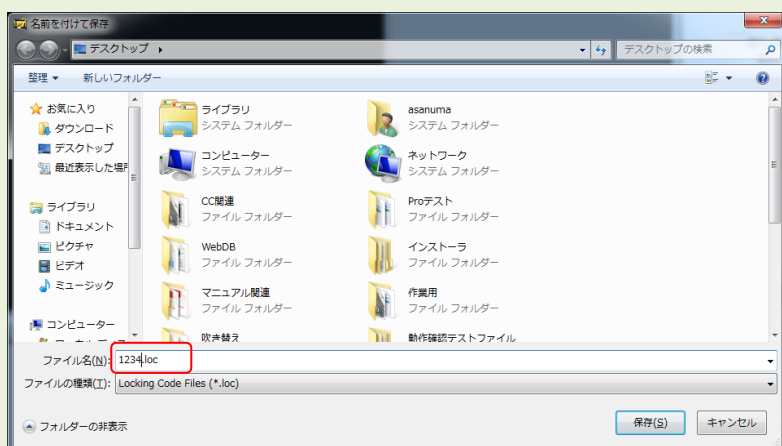 名前を付けて保存
デスクトップ
デスクトップの検索
整理
新しいフォルダー
お気に入り
ダウンロード
デスクトップ
最近表示した場所
ライブラリ
ドキュメント
ピクチャ
ビデオ
ミュージック
コンピューター
ライブラリ
システム フォルダー
asanuma
システム フォルダー
コンピューター
システム フォルダー
ネットワーク
システム フォルダー
CC関連
ファイル フォルダー
Proテスト
ファイル フォルダー
WebDB
ファイル フォルダー
インストーラ
ファイル フォルダー
マニュアル関連
ファイル フォルダー
作業用
ファイル フォルダー
吹き替え
動作確認テストファイル
ファイル名(N): 1234.loc
ファイルの種類(T): Locking Code Files (*.loc)
フォルダーの非表示
保存(S)
キャンセル